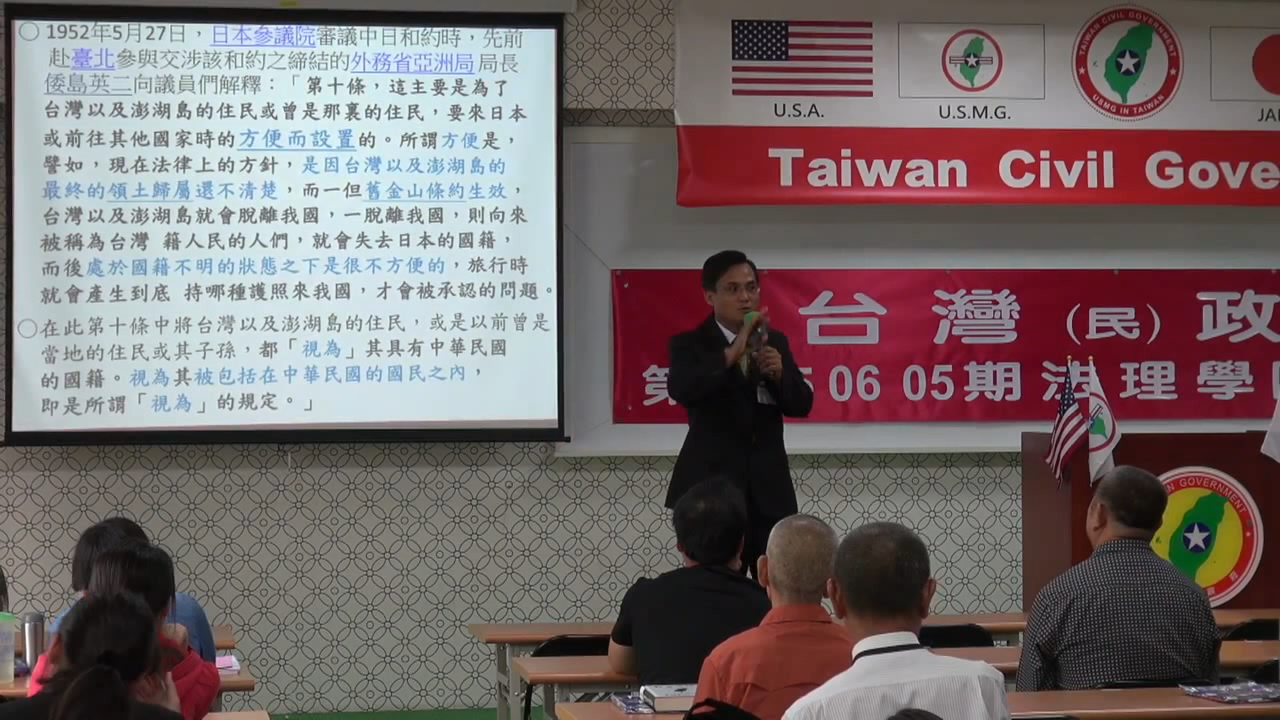 ○ 1952年5月27日，日本參議院審議中日和約時，先前
赴臺北參與交涉該和約之締結的外務省亞洲局局長
倭島英二向議員們解釋：「第十條，這主要是為了
台灣以及澎湖島的住民或曾是那裏的住民，要來日本
或前往其他國家時的方便而設置的。所謂方便是，
譬如，現在法律上的方針，是因台灣以及澎湖島的
最終的領土歸屬還不清楚，而一但舊金山條約生效，
台灣以及澎湖島就會脫離我國，一脫離我國，則向來
被稱為台灣 籍人民的人們，就會失去日本的國籍，
而後處於國籍不明的狀態之下是很不方便的，旅行時
就會產生到底 持哪種護照來我國，才會被承認的問題。
○ 在此第十條中將台灣以及澎湖島的住民，或是以前曾是
當地的住民或其子孫，都「視為」其具有中華民國
的國籍。視為其被包括在中華民國的國民之內，
即是所謂「視為」的規定。」
U.S.A.
U.S.M.G.
TAIWAN CIVIL GOVERNMENT
USMG IN TAIWAN
JA
Taiwan Civil Gove
台灣（民）政
第 5 06 05期法理學
GOVERNMENT